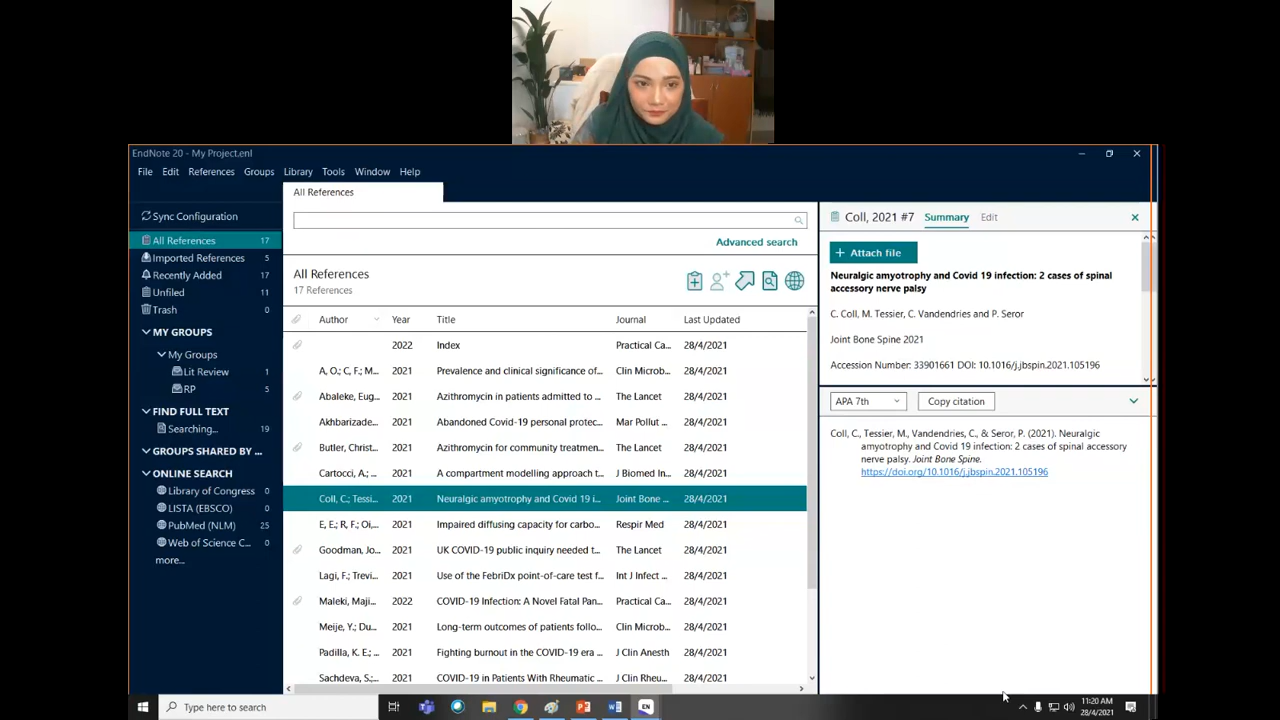 EndNote 20 - My Project.enl
File Edit References Groups Library Tools Window Help
All References
Sync Configuration
All References 17
Imported References 5
Recently Added 17
Unfiled 11
Trash 0
MY GROUPS
My Groups
Lit Review 1
RP 5
FIND FULL TEXT
Searching... 19
GROUPS SHARED BY ...
ONLINE SEARCH
Library of Congress 0
LISTA (EBSCO) 0
PubMed (NLM) 25
Web of Science C... 0
more...
Advanced search
All References
17 References
Author Year Title Journal Last Updated
2022 Index Practical Ca... 28/4/2021
A, O.; C, F.; M... 2021 Prevalence and clinical significance of... Clin Microb... 28/4/2021
Abaleke, Eug... 2021 Azithromycin in patients admitted to ... The Lancet 28/4/2021
Akhbarizade... 2021 Abandoned Covid-19 personal protec... Mar Pollut ... 28/4/2021
Butler, Christ... 2021 Azithromycin for community treatmen... The Lancet 28/4/2021
Cartocci, A.; ... 2021 A compartment modelling approach t... J Biomed In... 28/4/2021
Coll, C.; Tessi... 2021 Neuralgic amyotrophy and Covid 19 i... Joint Bone ... 28/4/2021
E, E.; R, F.; Oi,... 2021 Impaired diffusing capacity for carbo... Respir Med 28/4/2021
Goodman, Jo... 2021 UK COVID-19 public inquiry needed t... The Lancet 28/4/2021
Lagi, F.; Trevi... 2021 Use of the FebriDx point-of-care test f... Int J Infect ... 28/4/2021
Maleki, Maji... 2022 COVID-19 Infection: A Novel Fatal Pan... Practical Ca... 28/4/2021
Meije, Y.; Du... 2021 Long-term outcomes of patients follo... Clin Microb... 28/4/2021
Padilla, K. E.; ... 2021 Fighting burnout in the COVID-19 era ... J Clin Anesth 28/4/2021
Sachdeva, S.;... 2021 COVID-19 in Patients With Rheumatic ... J Clin Rheu... 28/4/2021
Coll, 2021 #7 Summary Edit
+ Attach file
Neuralgic amyotrophy and Covid 19 infection: 2 cases of spinal
accessory nerve palsy
C. Coll, M. Tessier, C. Vandendries and P. Seror
Joint Bone Spine 2021
Accession Number: 33901661 DOI: 10.1016/j.jbspin.2021.105196
APA 7th Copy citation
Coll, C., Tessier, M., Vandendries, C., & Seror, P. (2021). Neuralgic
amyotrophy and Covid 19 infection: 2 cases of spinal accessory
nerve palsy. Joint Bone Spine.
https://doi.org/10.1016/j.jbspin.2021.105196
Type here to search
EN
11:20 AM
28/4/2021